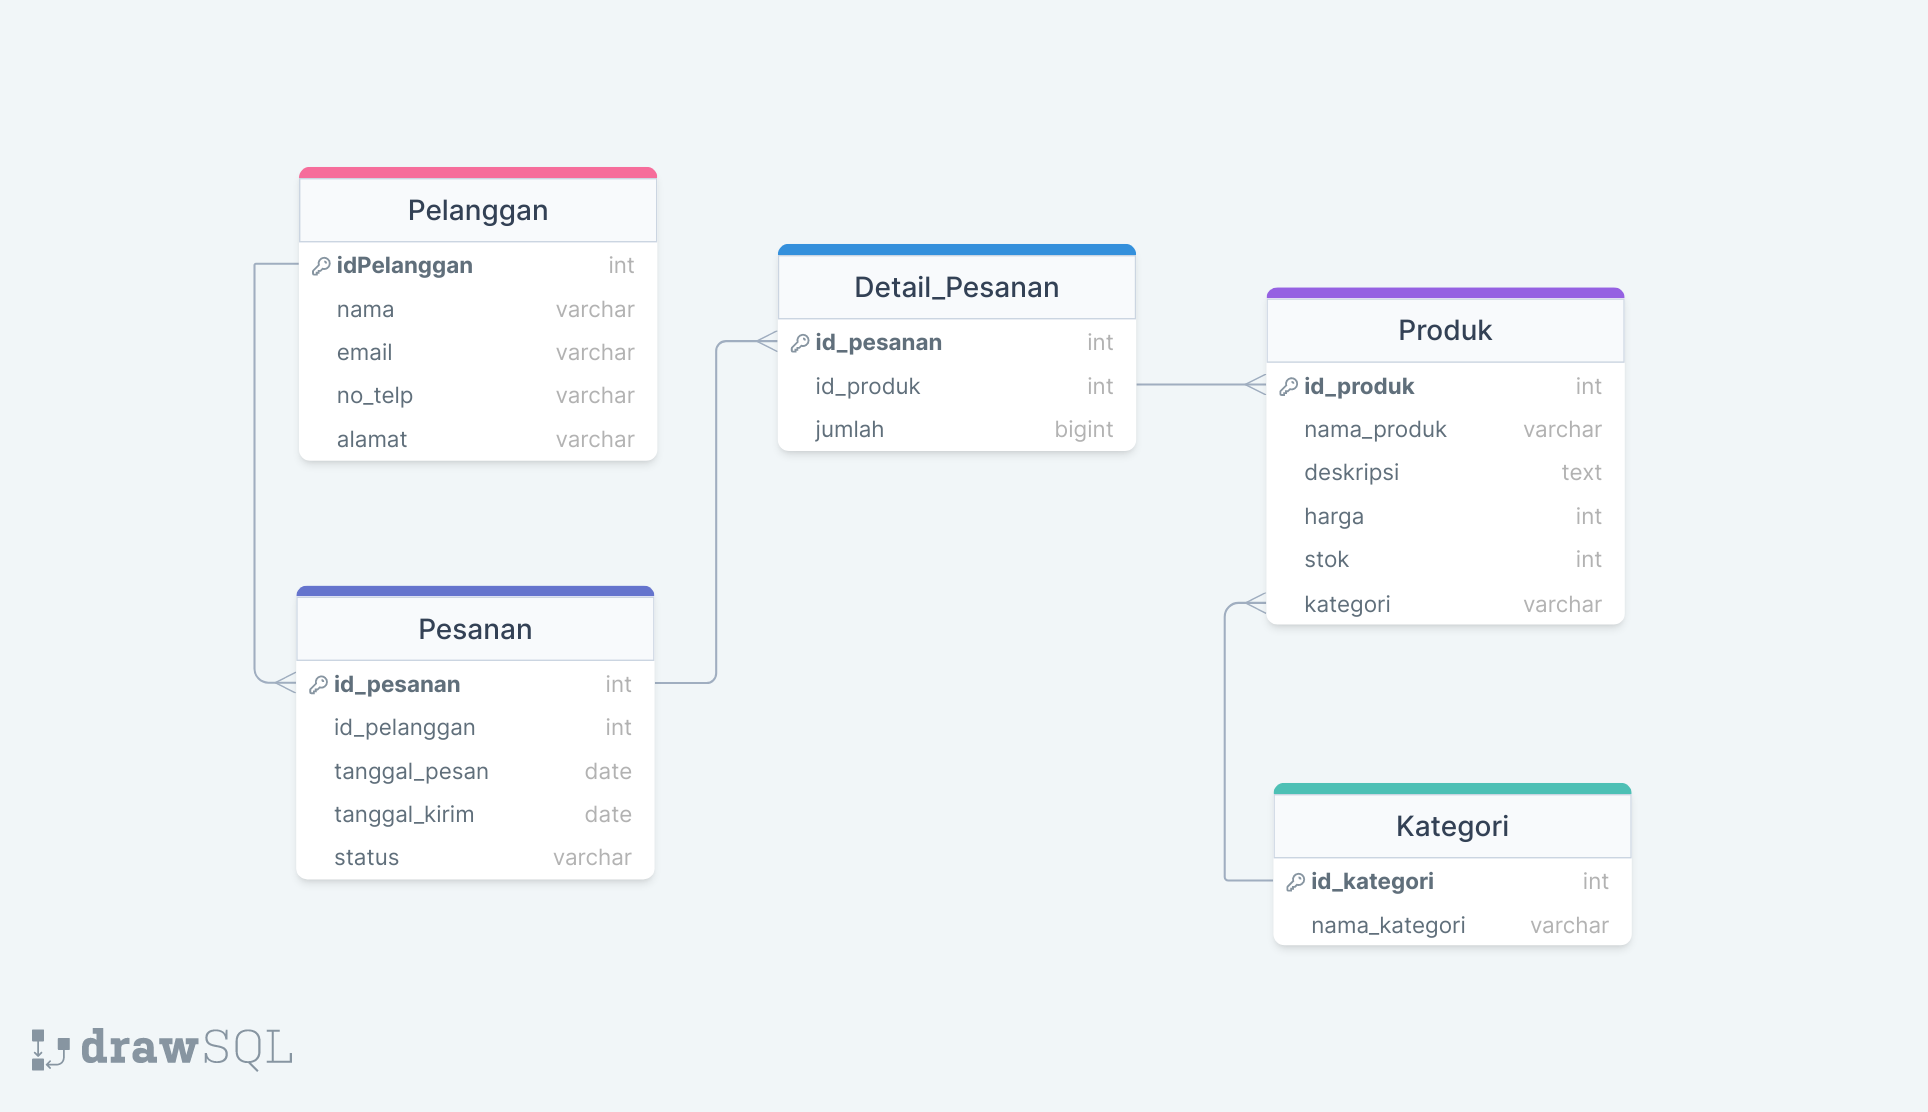 Pelanggan
idPelanggan int
nama varchar
email varchar
no_telp varchar
alamat varchar
Detail_Pesanan
id_pesanan int
id_produk int
jumlah bigint
Produk
id_produk int
nama_produk varchar
deskripsi text
harga int
stok int
kategori varchar
Pesanan
id_pesanan int
id_pelanggan int
tanggal_pesan date
tanggal_kirim date
status varchar
Kategori
id_kategori int
nama_kategori varchar
drawSQL